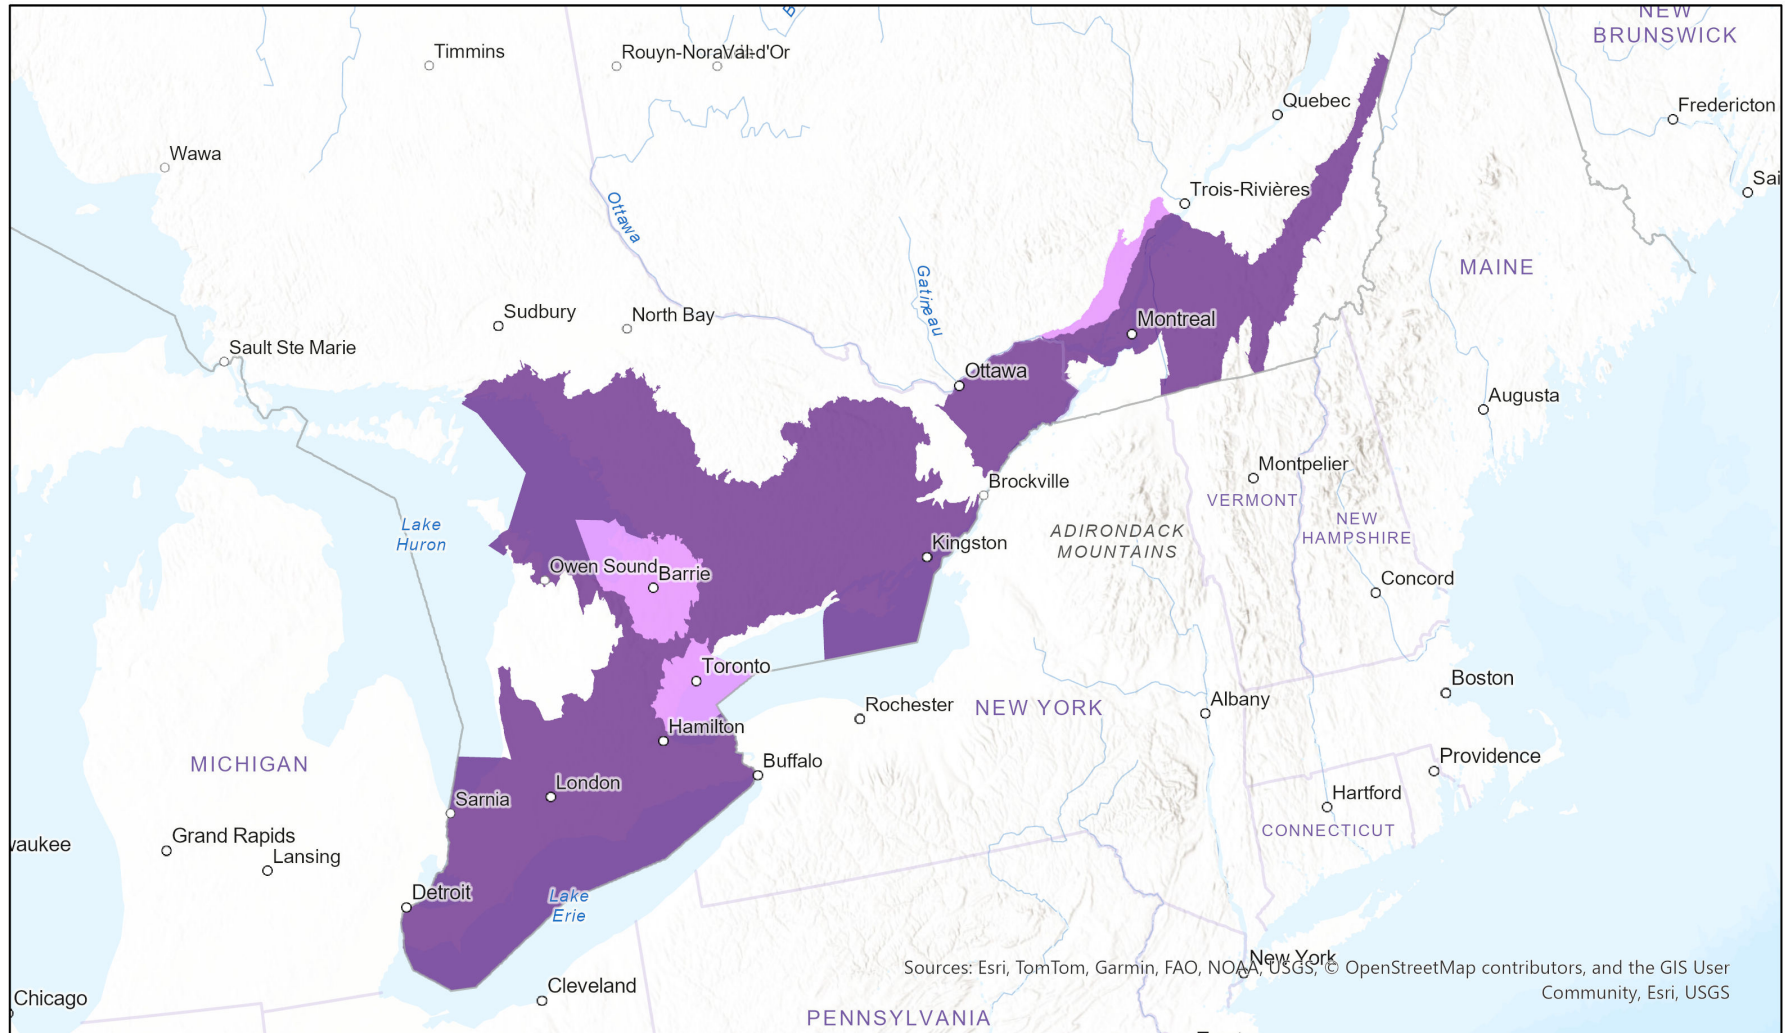 NEW
BRUNSWICK
Timmins
Rouyn-Nora
Val-d'Or
Quebec
Fredericton
Wawa
Sai
Trois-Rivières
Ottawa
Gatineau
MAINE
Sudbury
North Bay
Montreal
Sault Ste Marie
Ottawa
Augusta
Montpelier
VERMONT
Brockville
NEW
HAMPSHIRE
Lake
Huron
ADIRONDACK
MOUNTAINS
Kingston
Owen Sound
Barrie
Concord
Toronto
Boston
Albany
Rochester
NEW YORK
Hamilton
Providence
MICHIGAN
Buffalo
London
Hartford
Sarnia
CONNECTICUT
Grand Rapids
vaukee
Lansing
Detroit
Lake
Erie
New York
Sources: Esri, TomTom, Garmin, FAO, NOAA, USGS, © OpenStreetMap contributors, and the GIS User
Community, Esri, USGS
Cleveland
Chicago
PENNSYLVANIA